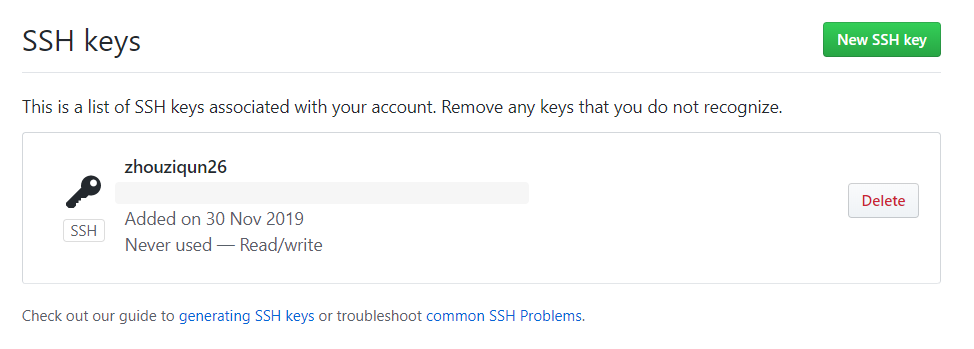 SSH keys
New SSH key
This is a list of SSH keys associated with your account. Remove any keys that you do not recognize.
zhouziqun26
Added on 30 Nov 2019
SSH
Never used — Read/write
Delete
Check out our guide to generating SSH keys or troubleshoot common SSH Problems.